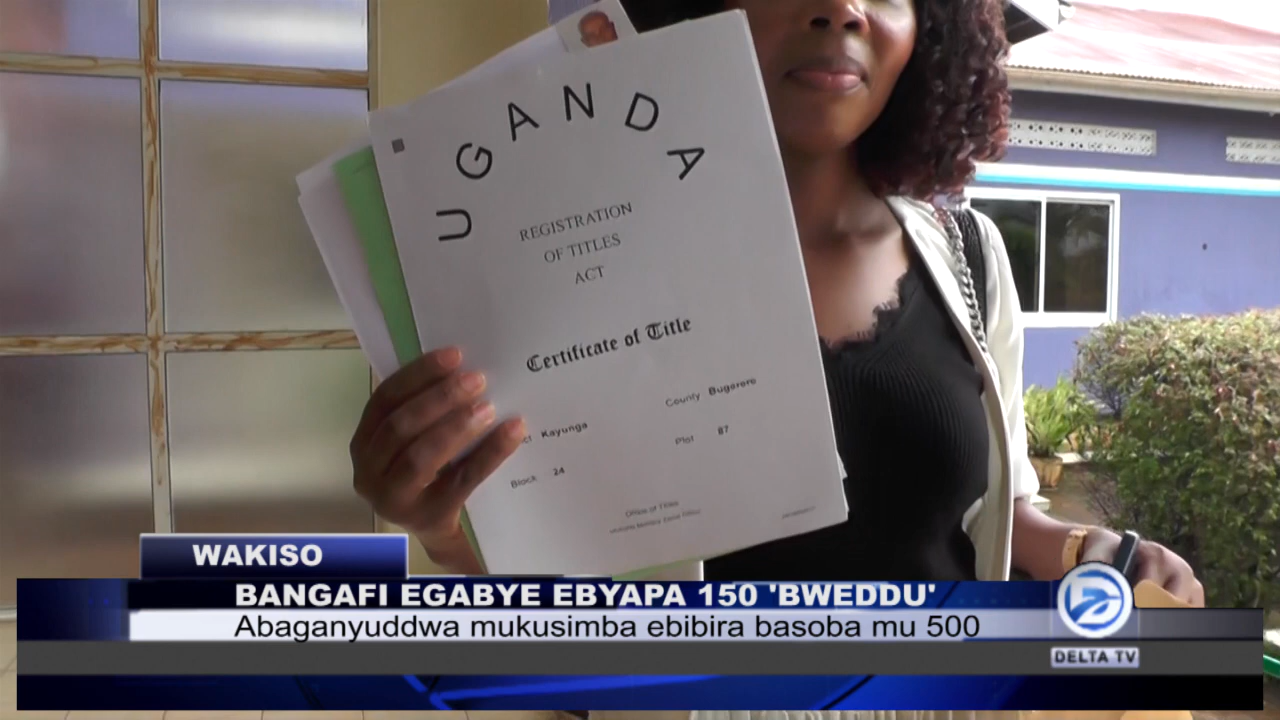 UGANDA
REGISTRATION
OF TITLES
ACT
Certificate of Title
County Bugerere
Kayunga
Plot 87
Block 24
Office of Titles
WAKISO
BANGAFI EGABYE EBYAPA 150 'BWEDDU'
Abaganyuddwa mukusimba ebibira basoba mu 500
DELTA TV